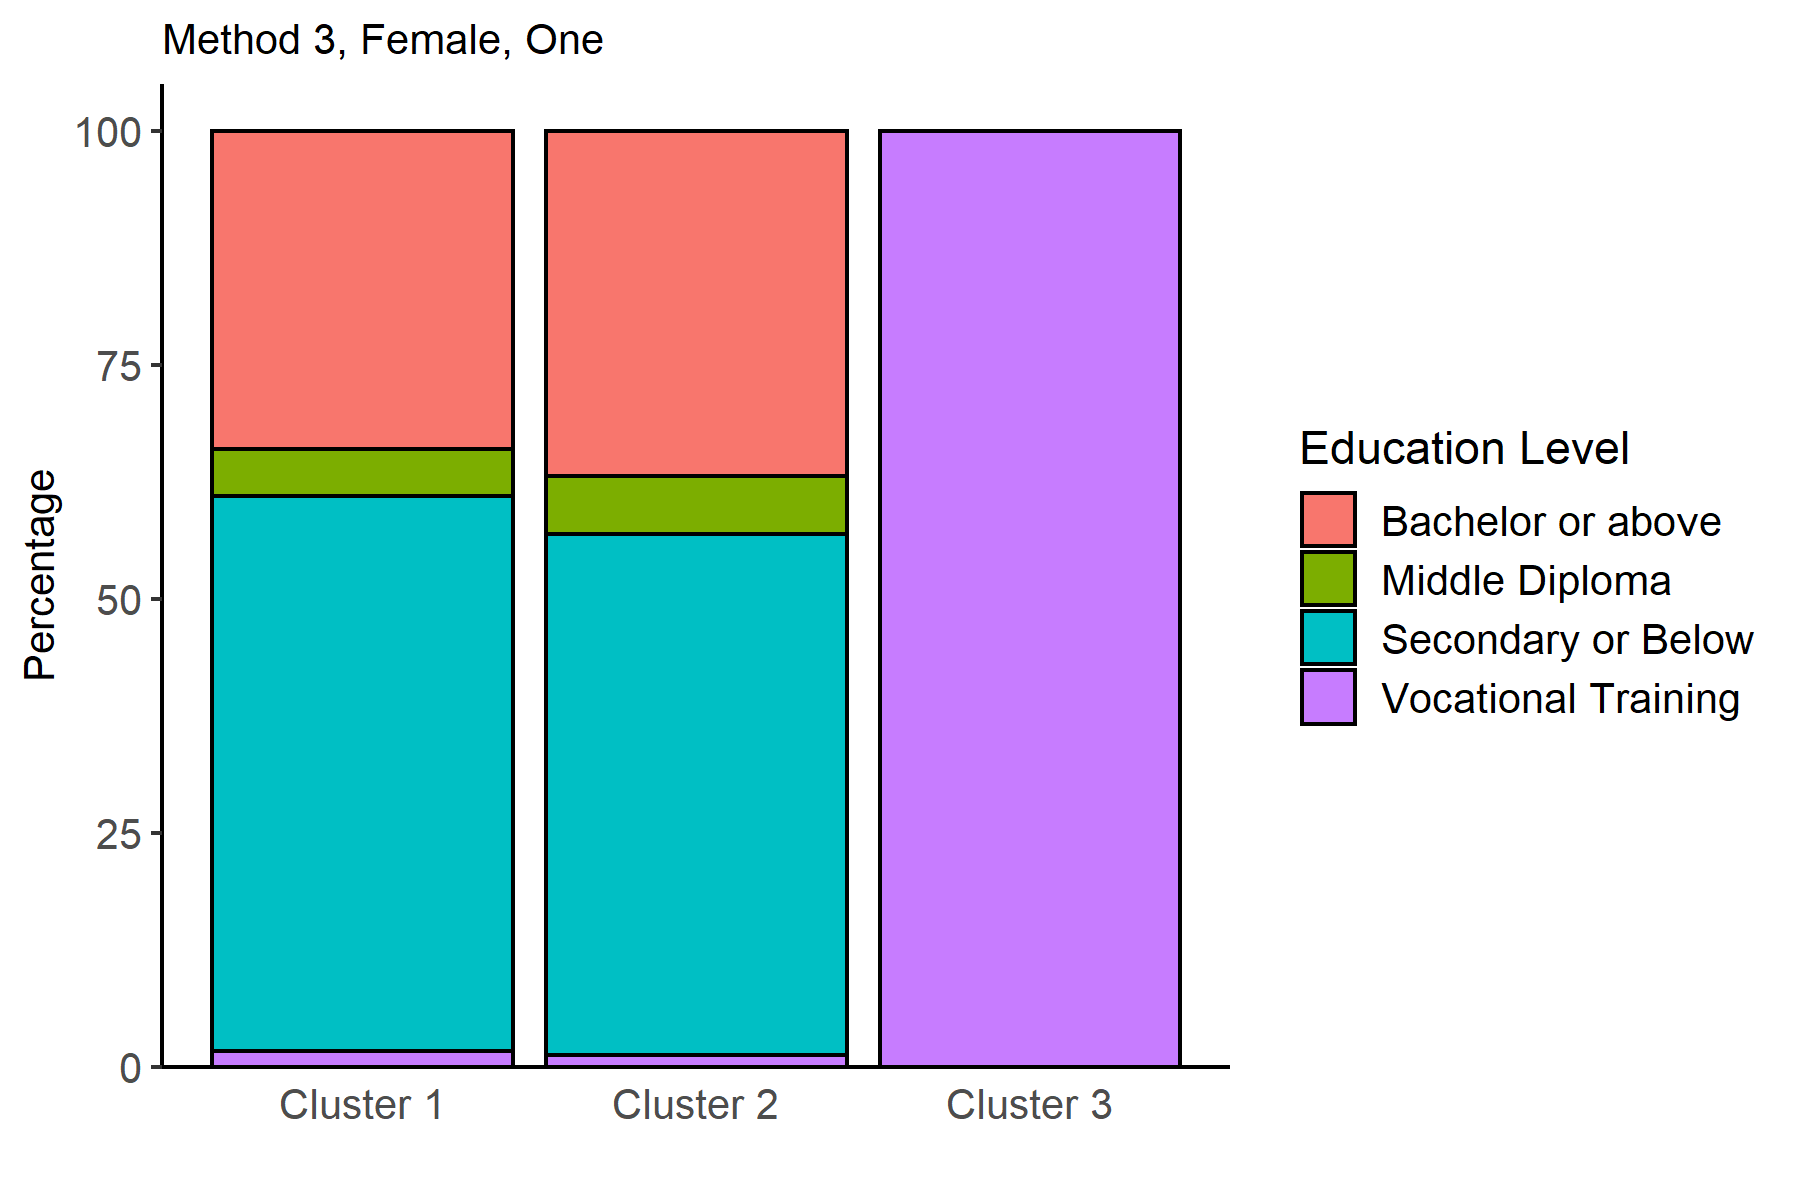 Method 3, Female, One
Percentage
100
75
50
25
0
Cluster 1
Cluster 2
Cluster 3
Education Level
Bachelor or above
Middle Diploma
Secondary or Below
Vocational Training